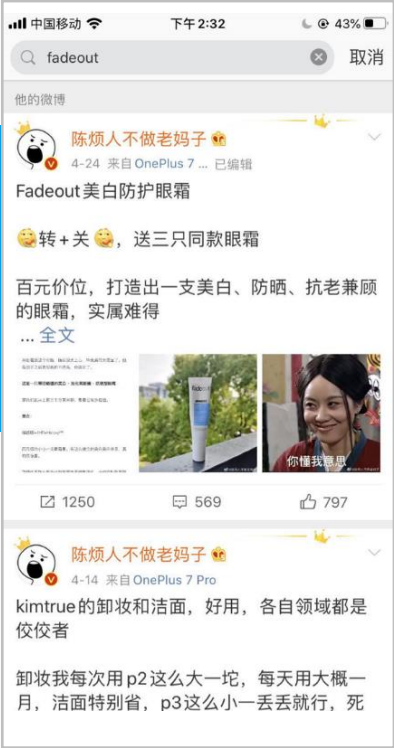 中国移动
下午2:32
43%
fadeout
取消
他的微博
陈烦人不做老妈子
4-24 来自 OnePlus 7 ... 已编辑
Fadeout美白防护眼霜
转+关，送三只同款眼霜
百元价位，打造出一支美白、防晒、抗老兼顾
的眼霜，实属难得
... 全文
fade out
你懂我意思
1250
569
797
陈烦人不做老妈子
4-14 来自 OnePlus 7 Pro
kimtrue的卸妆和洁面，好用，各自领域都是
佼佼者
卸妆我每次用p2这么大一坨，每天用大概一
月，洁面特别省，p3这么小一丢丢就行，死